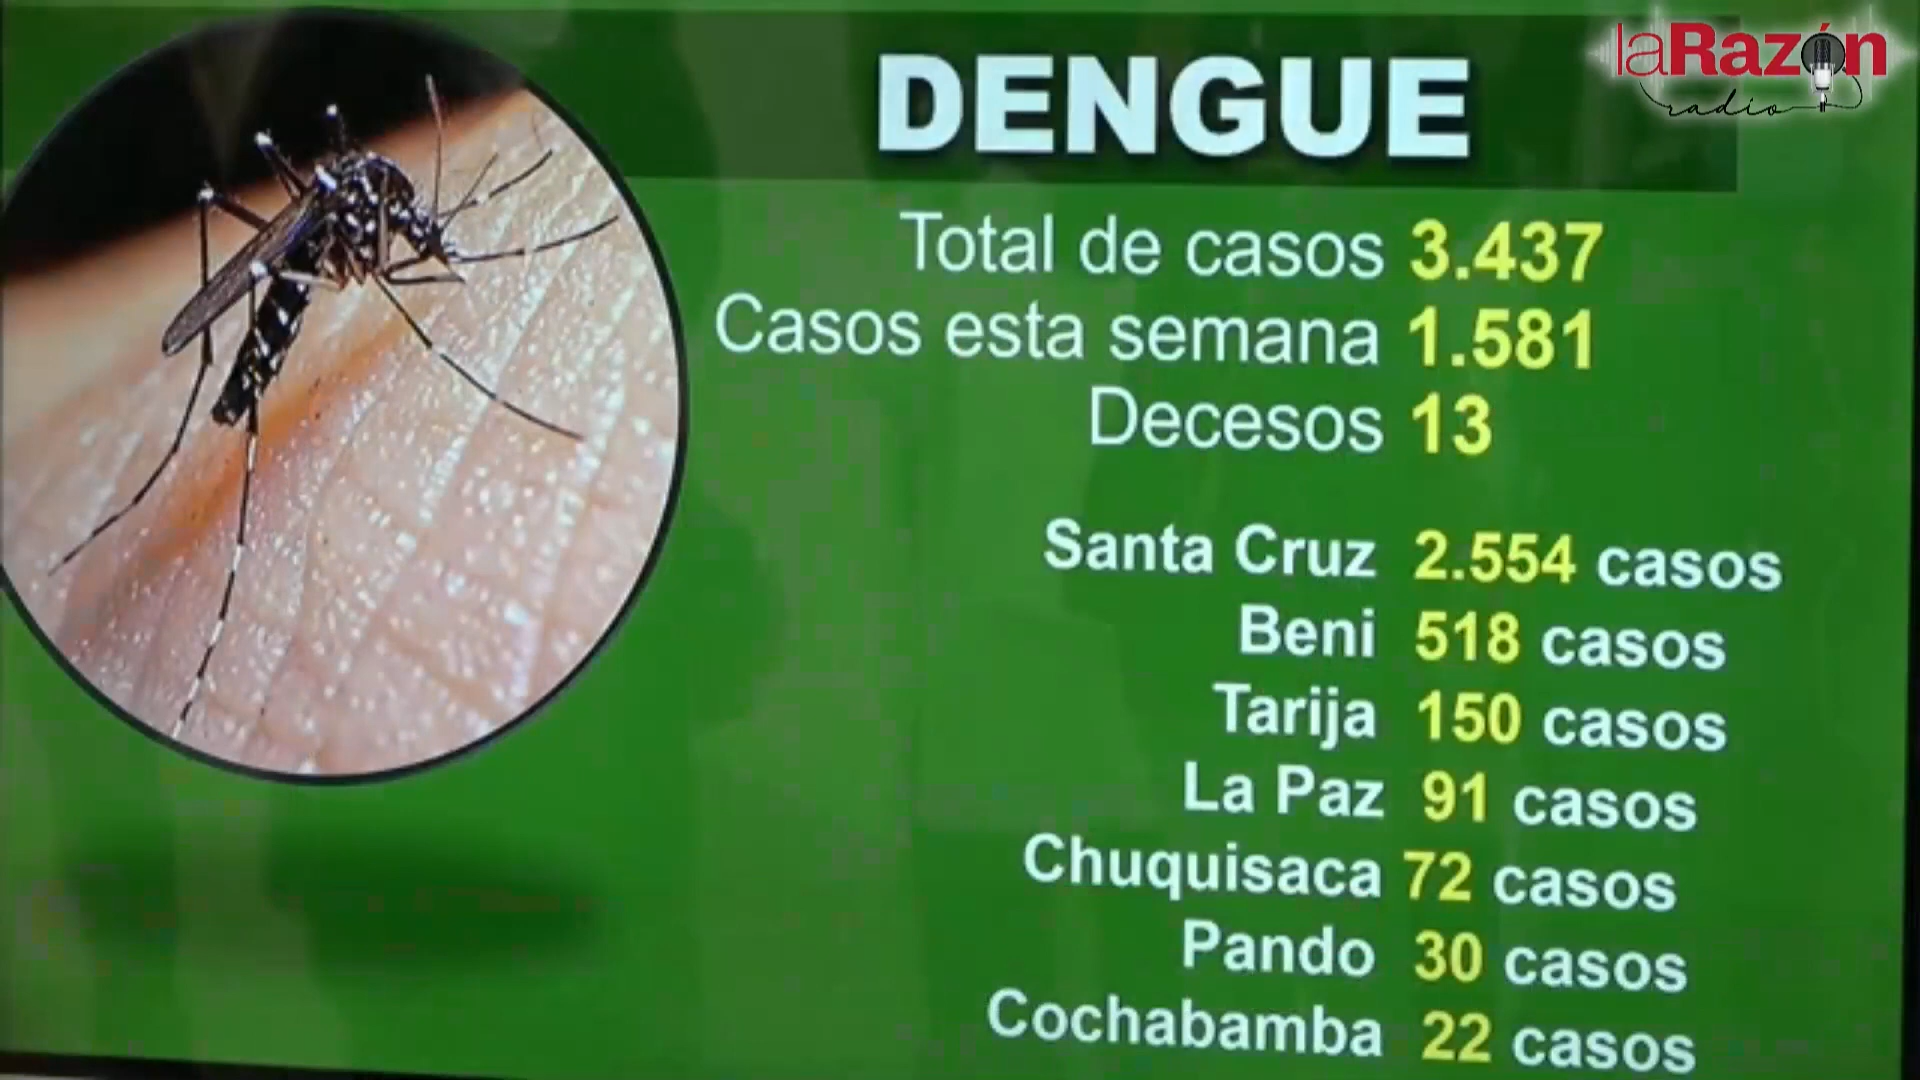 laRazón
radio
DENGUE
Total de casos 3.437
Casos esta semana 1.581
Decesos 13
Santa Cruz 2.554 casos
Beni 518 casos
Tarija 150 casos
La Paz 91 casos
Chuquisaca 72 casos
Pando 30 casos
Cochabamba 22 casos